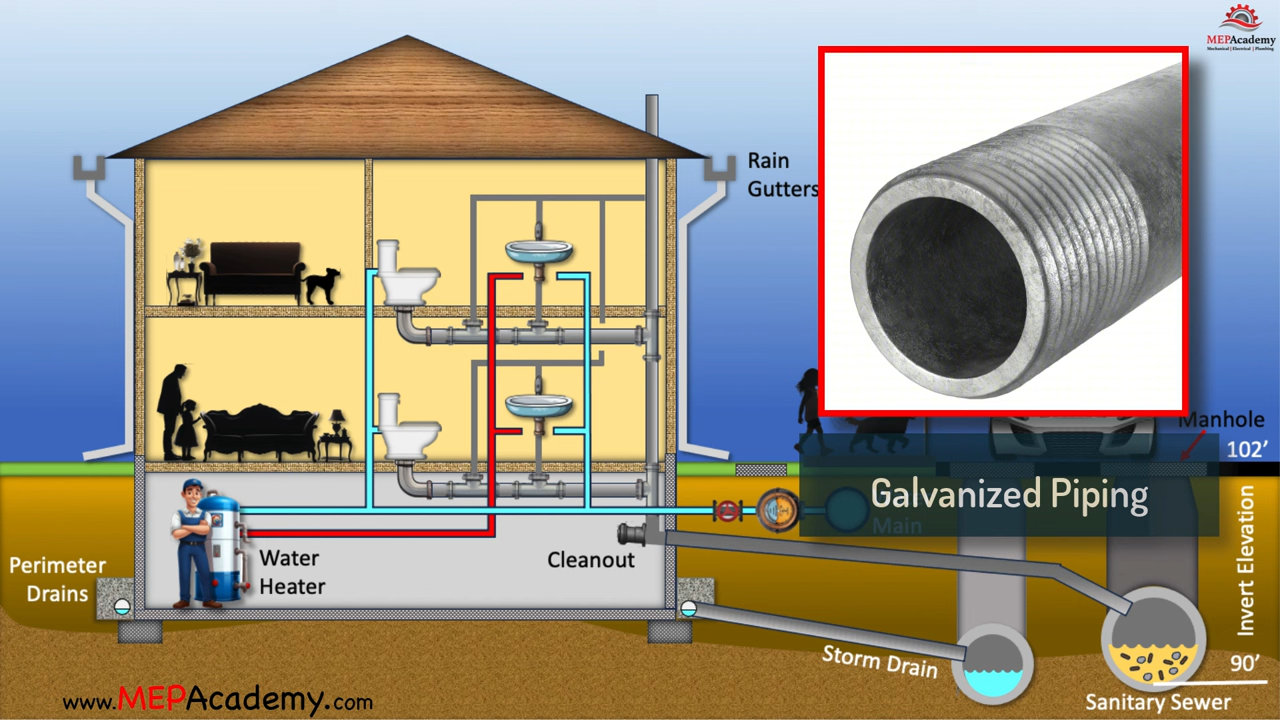 MEPAcademy
Mechanical | Electrical | Plumbing
Rain
Gutters
Manhole
102’
Galvanized Piping
Main
Invert Elevation
Water
Heater
Cleanout
Perimeter
Drains
Storm Drain
90’
Sanitary Sewer
www.MEPAcademy.com